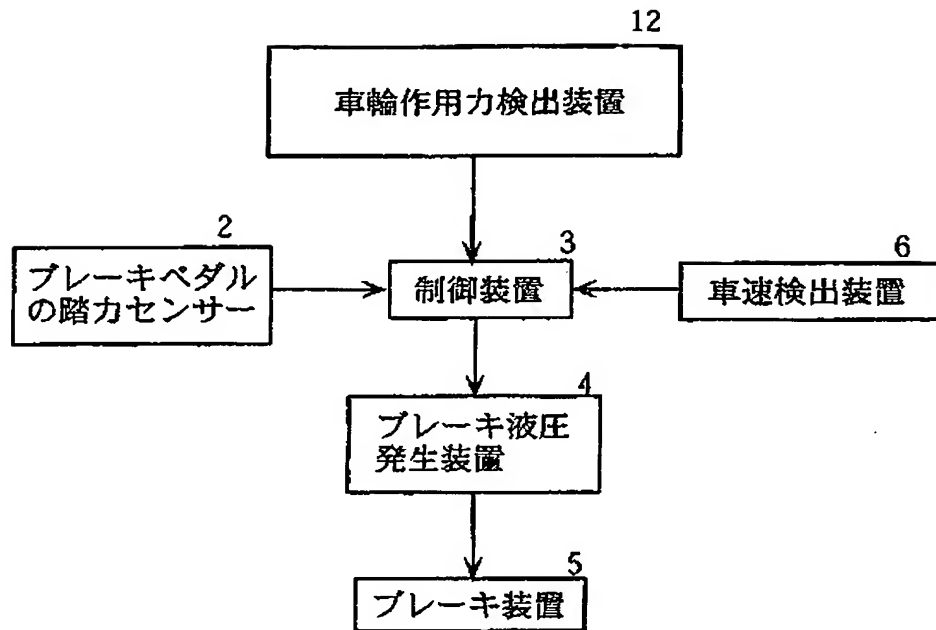 12
車輪作用力検出装置
2
ブレーキペダル
の踏力センサー
3
制御装置
6
車速検出装置
4
ブレーキ液圧
発生装置
5
ブレーキ装置